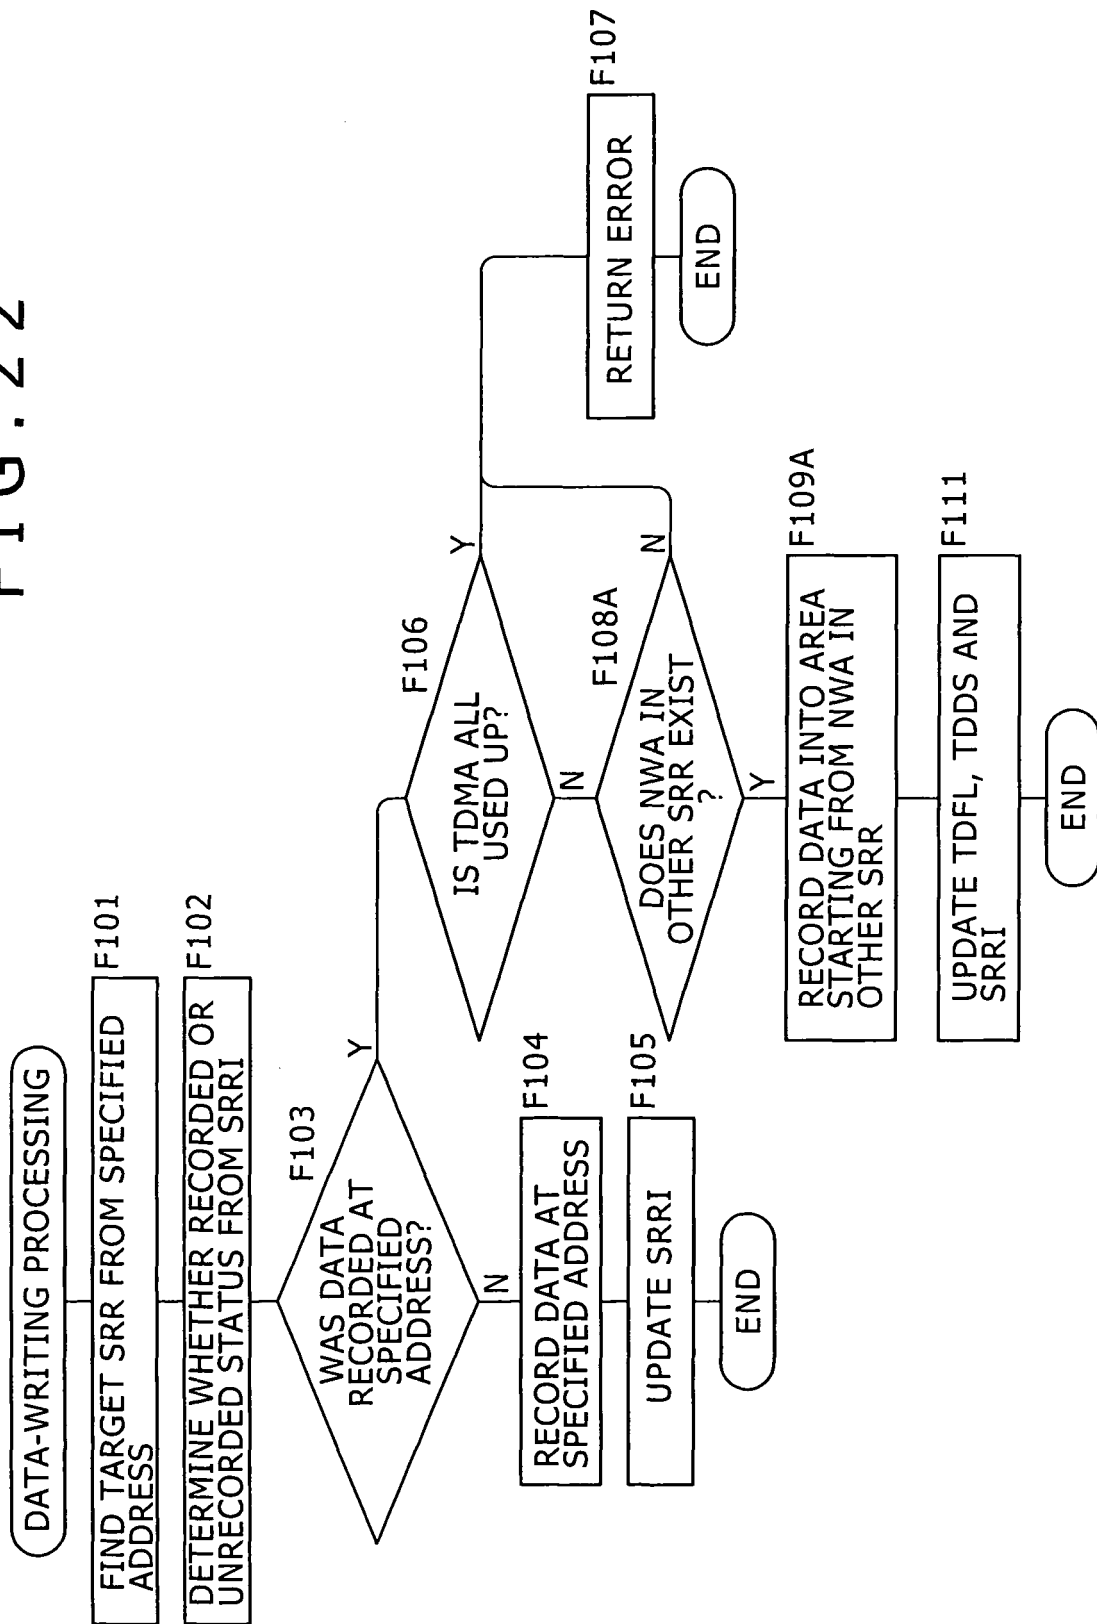 FIG. 22
DATA-WRITING PROCESSING
F101
FIND TARGET SRR FROM SPECIFIED
ADDRESS
F102
DETERMINE WHETHER RECORDED OR
UNRECORDED STATUS FROM SRRI
F103
WAS DATA
RECORDED AT
SPECIFIED
ADDRESS?
Y
N
F104
RECORD DATA AT
SPECIFIED ADDRESS
F105
UPDATE SRRI
END
F106
IS TDMA ALL
USED UP?
Y
N
F108A
DOES NWA IN
OTHER SRR EXIST
?
N
Y
F109A
RECORD DATA INTO AREA
STARTING FROM NWA IN
OTHER SRR
F111
UPDATE TDFL, TDDS AND
SRRI
END
F107
RETURN ERROR
END